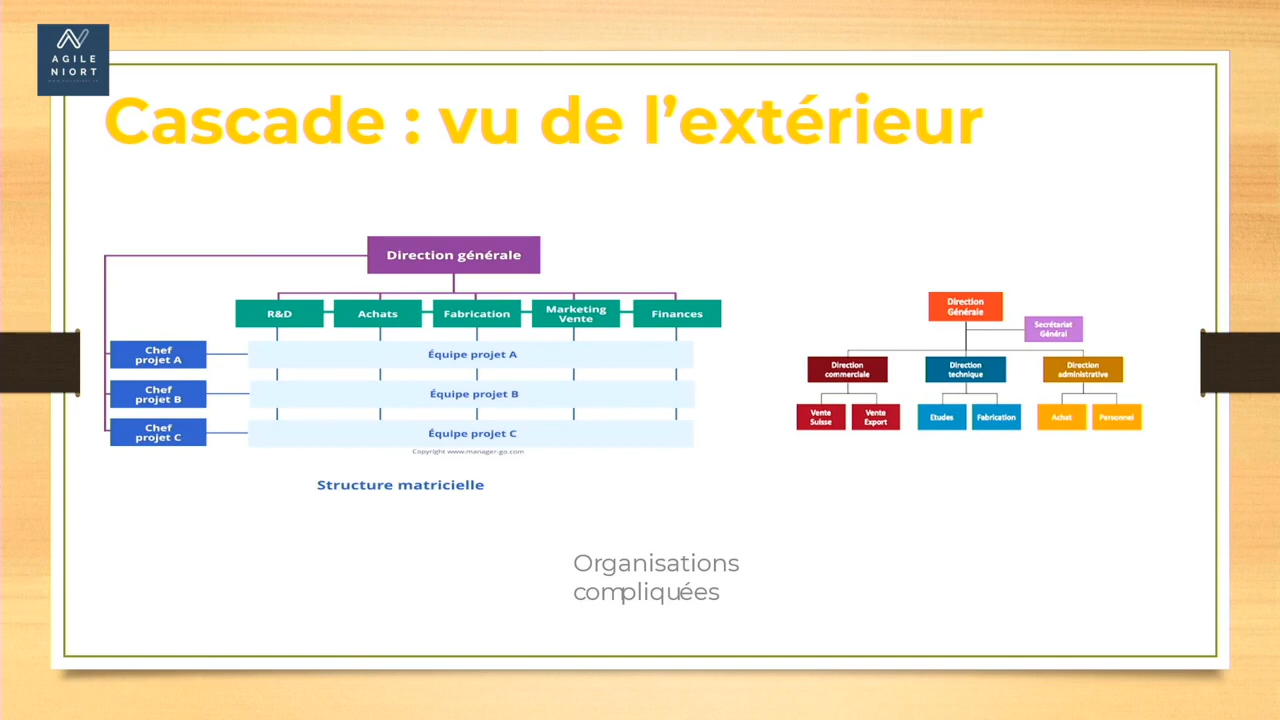 AGILE
NIORT
Cascade : vu de l’extérieur
Direction générale
R&D
Achats
Fabrication
Marketing
Vente
Finances
Chef
projet A
Équipe projet A
Chef
projet B
Équipe projet B
Chef
projet C
Équipe projet C
Copyright www.manager-go.com
Structure matricielle
Direction
Générale
Secrétariat
Général
Direction
commerciale
Direction
technique
Direction
administrative
Vente
Suisse
Vente
Export
Etudes
Fabrication
Achat
Personnel
Organisations
compliquées